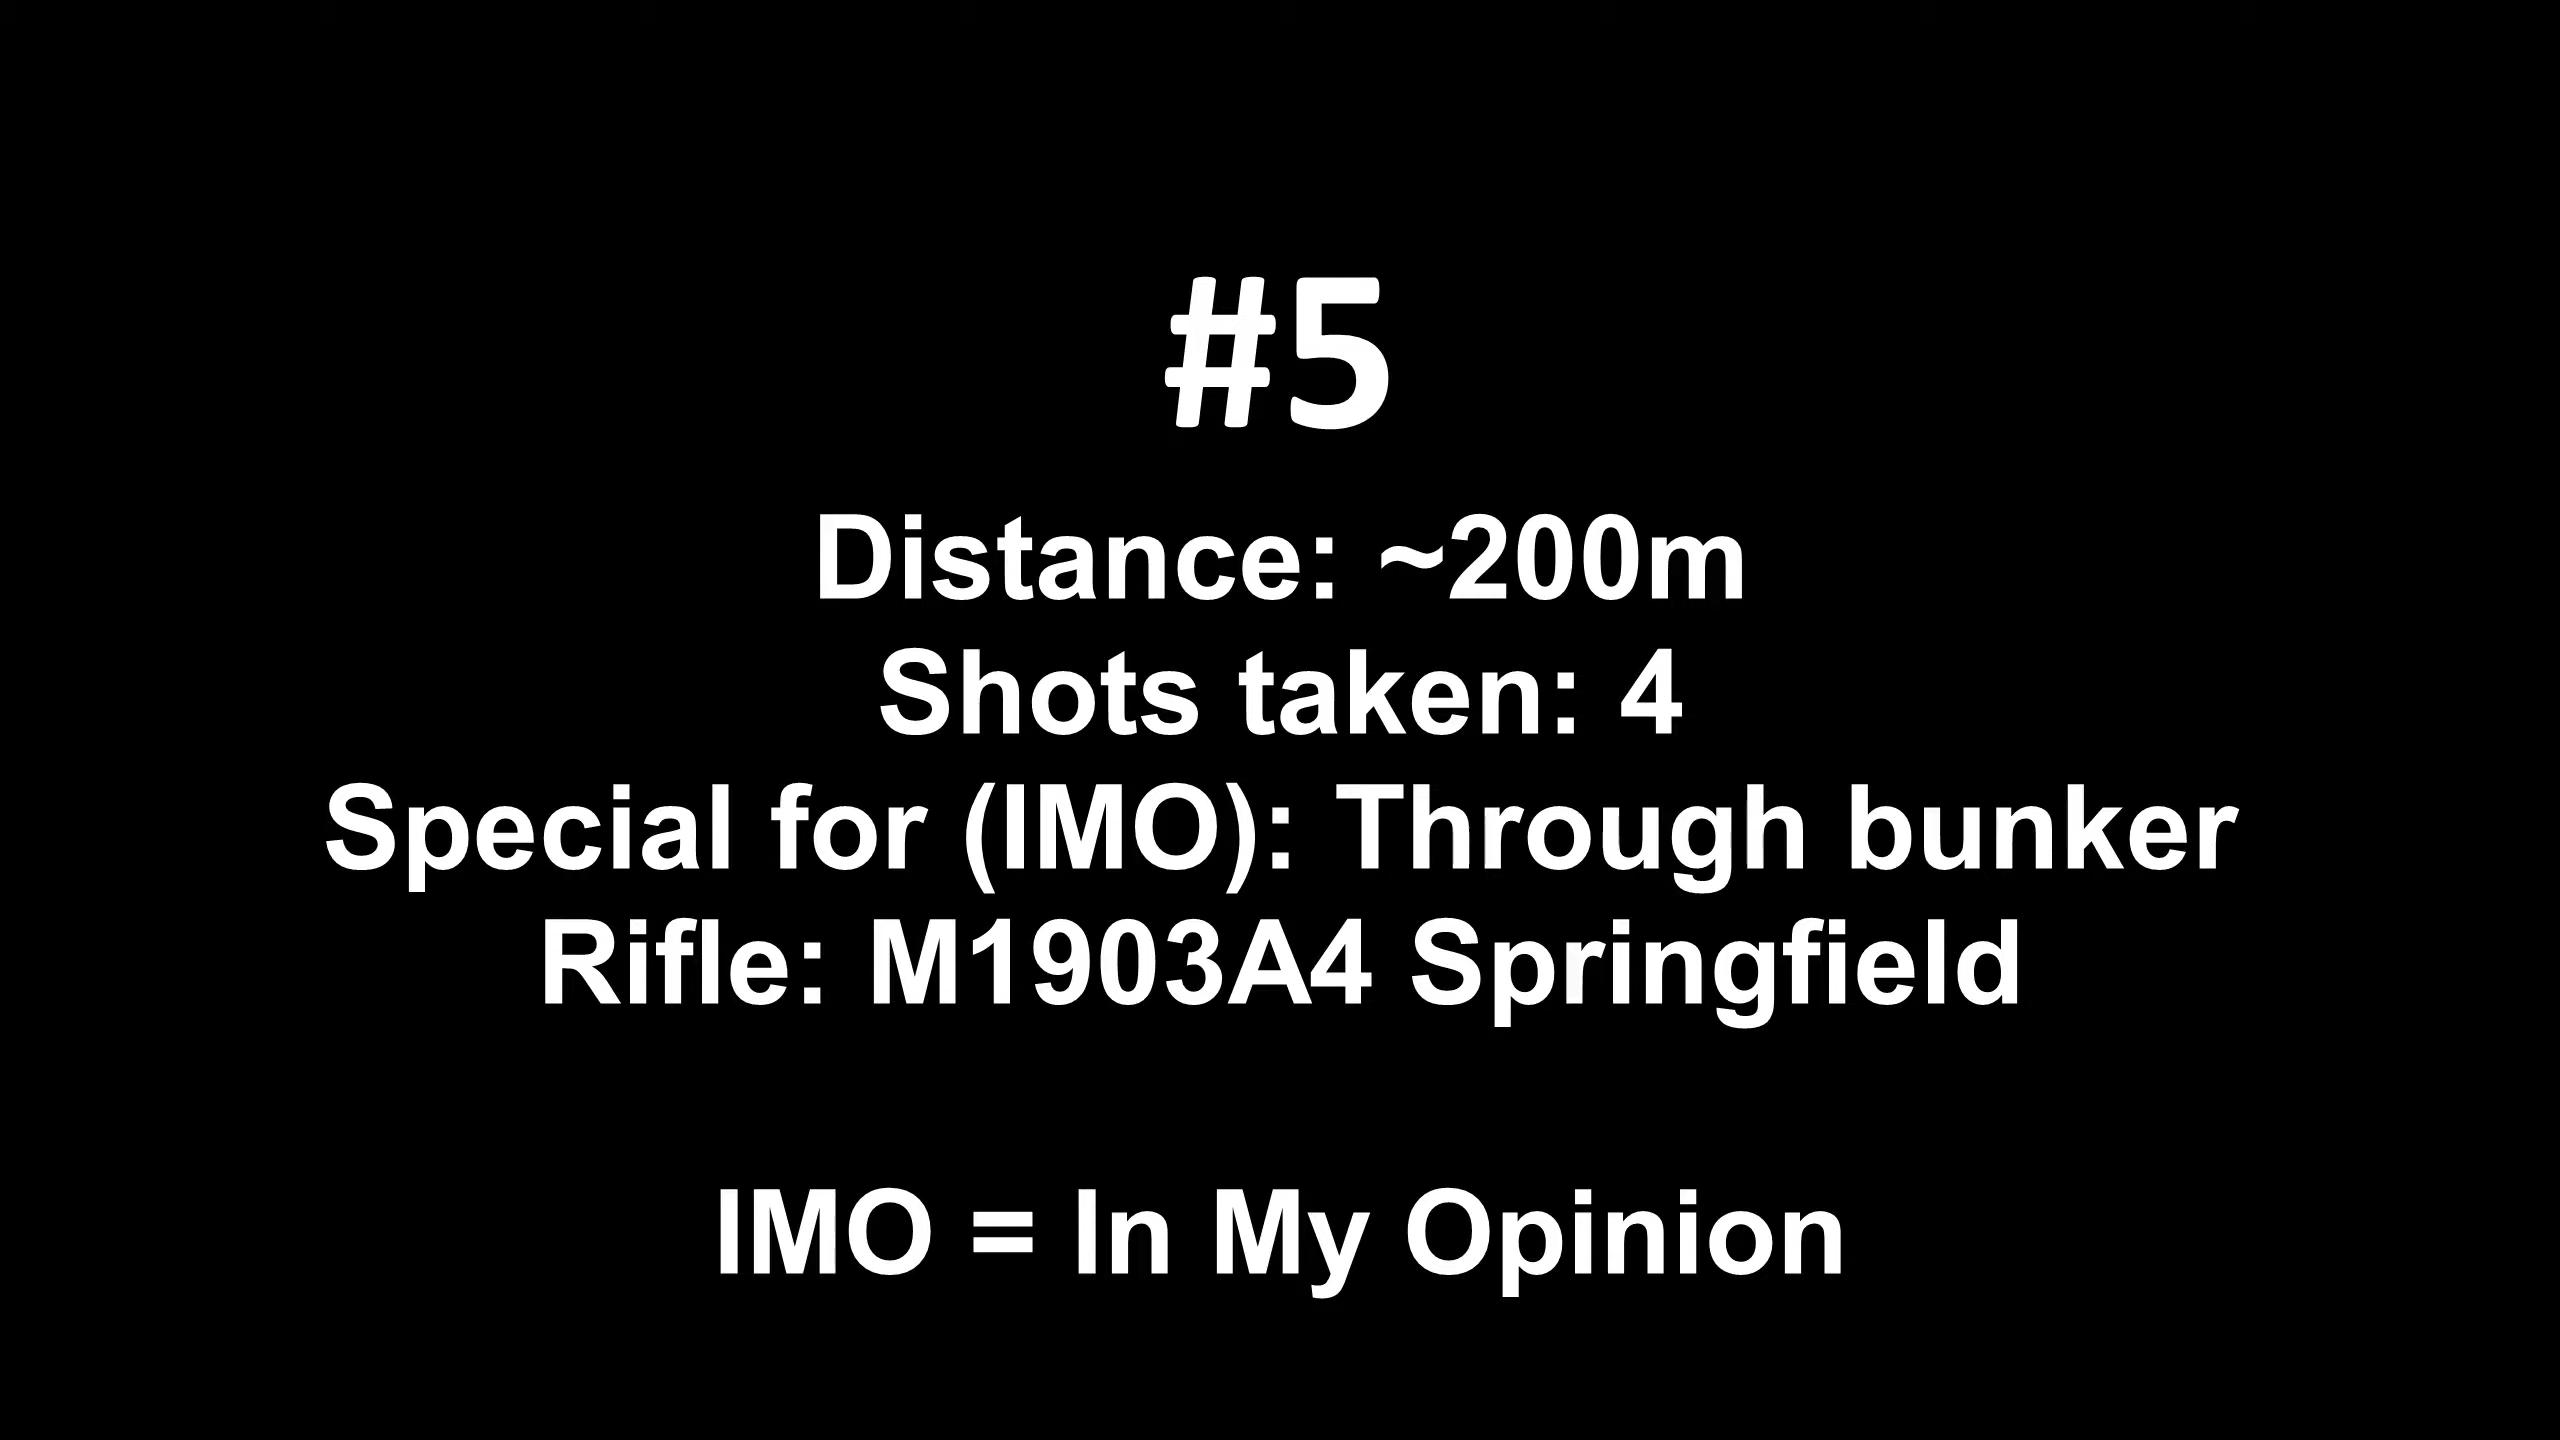 #5
Distance: ~200m
Shots taken: 4
Special for (IMO): Through bunker
Rifle: M1903A4 Springfield
IMO = In My Opinion